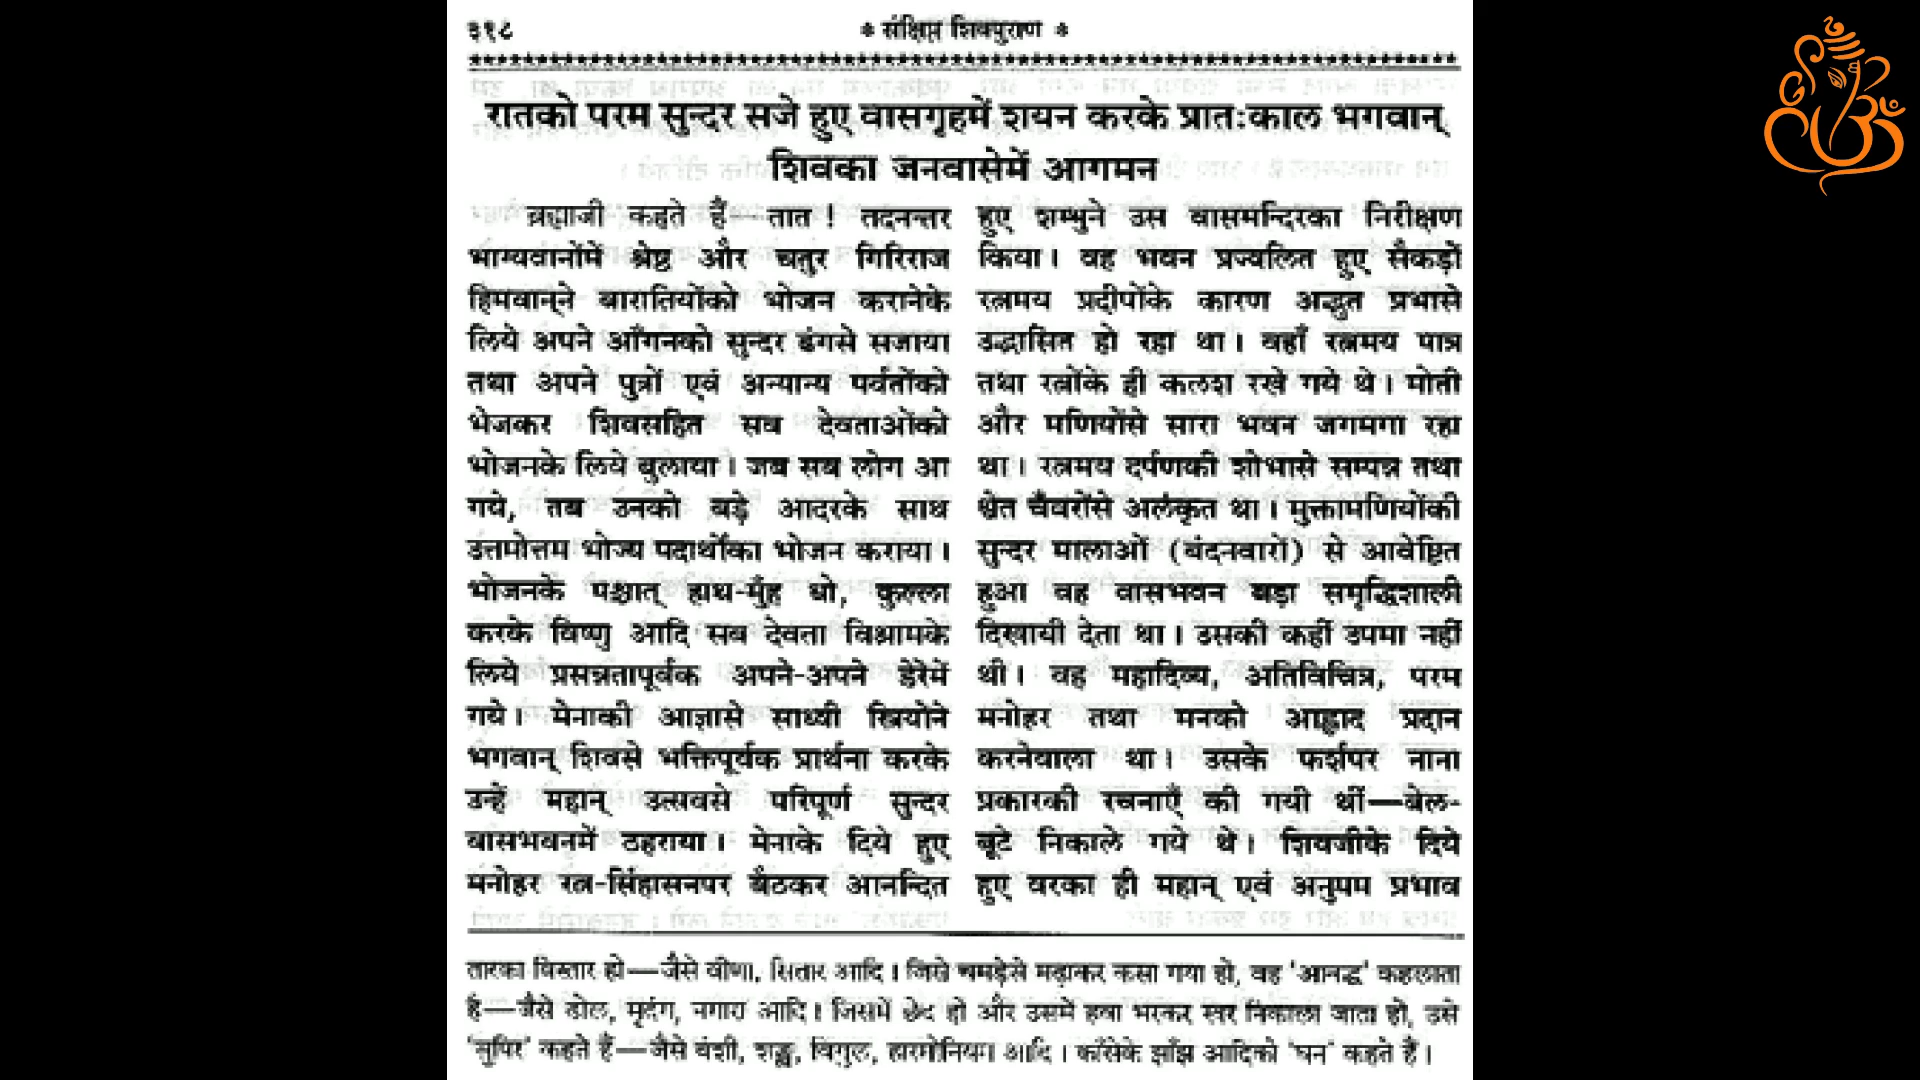 ३१८
* संक्षिप्त शिवपुराण *
रातको परम सुन्दर सजे हुए वासगृहमें शयन करके प्रातःकाल भगवान्
शिवका जनवासेमें आगमन
ब्रह्माजी कहते हैं—तात ! तदनन्तर
भाग्यवानोंमें श्रेष्ठ और चतुर गिरिराज
हिमवान्‌ने बारातियोंको भोजन करानेके
लिये अपने आँगनको सुन्दर ढंगसे सजाया
तथा अपने पुत्रों एवं अन्यान्य पर्वतोंको
भेजकर शिवसहित सब देवताओंको
भोजनके लिये बुलाया। जब सब लोग आ
गये, तब उनको बड़े आदरके साथ
उत्तमोत्तम भोज्य पदार्थोंका भोजन कराया।
भोजनके पश्चात् हाथ-मुँह धो, कुल्ला
करके विष्णु आदि सब देवता विश्रामके
लिये प्रसन्नतापूर्वक अपने-अपने डेरेमें
गये। मेनाकी आज्ञासे साध्वी स्त्रियोंने
भगवान् शिवसे भक्तिपूर्वक प्रार्थना करके
उन्हें महान् उत्सवसे परिपूर्ण सुन्दर
वासभवनमें ठहराया। मेनाके दिये हुए
मनोहर रत्न-सिंहासनपर बैठकर आनन्दित
हुए शम्भुने उस वासमन्दिरका निरीक्षण
किया। वह भवन प्रज्वलित हुए सैकड़ों
रत्नमय प्रदीपोंके कारण अद्भुत प्रभासे
उद्भासित हो रहा था। वहाँ रत्नमय पात्र
तथा रत्नोंके ही कलश रखे गये थे। मोती
और मणियोंसे सारा भवन जगमगा रहा
था। रत्नमय दर्पणकी शोभासे सम्पन्न तथा
श्वेत चँवरोंसे अलंकृत था। मुक्तामणियोंकी
सुन्दर मालाओं (बंदनवारों) से आवेष्टित
हुआ वह वासभवन बड़ा समृद्धिशाली
दिखायी देता था। उसकी कहीं उपमा नहीं
थी। वह महादिव्य, अतिविचित्र, परम
मनोहर तथा मनको आह्लाद प्रदान
करनेवाला था। उसके फर्शपर नाना
प्रकारकी रचनाएँ की गयी थीं—बेल-
बूटे निकाले गये थे। शिवजीके दिये
हुए वरका ही महान् एवं अनुपम प्रभाव
तारका विस्तार हो—जैसे वीणा, सितार आदि। जिसे चमड़ेसे मढ़ाकर कसा गया हो, वह 'आनद्ध' कहलाता
है—जैसे ढोल, मृदंग, नगारा आदि। जिसमें छेद हो और उसमें हवा भरकर स्वर निकाला जाता हो, उसे
'सुषिर' कहते हैं—जैसे वंशी, शङ्ख, विगुल, हारमोनियम आदि। काँसेके झाँझ आदिको 'घन' कहते हैं।